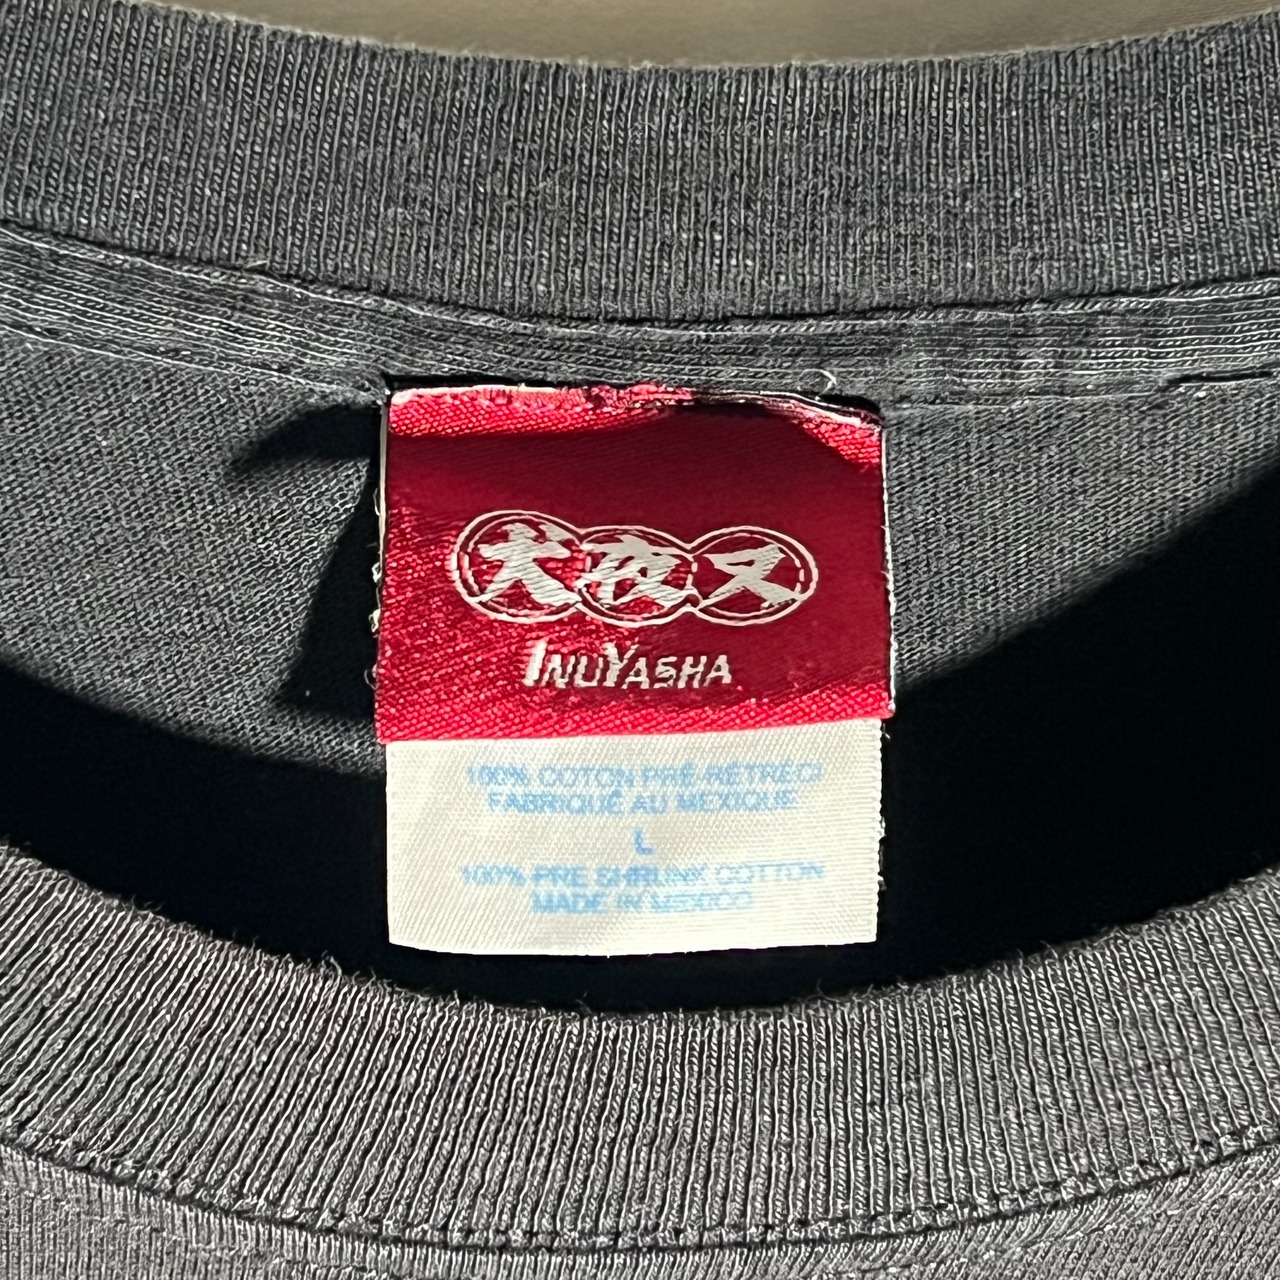 犬夜叉
INUYASHA
100% COTON PRÉ-RÉTRÉCI
FABRIQUÉ AU MEXIQUE
L
100% PRE SHRUNK COTTON
MADE IN MEXICO